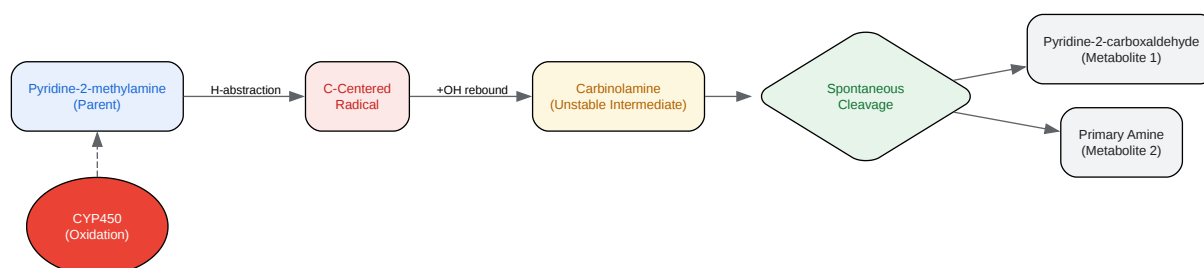 Pyridine-2-methylamine
(Parent)
H-abstraction
C-Centered
Radical
+OH rebound
Carbinolamine
(Unstable Intermediate)
Spontaneous
Cleavage
Pyridine-2-carboxaldehyde
(Metabolite 1)
Primary Amine
(Metabolite 2)
CYP450
(Oxidation)